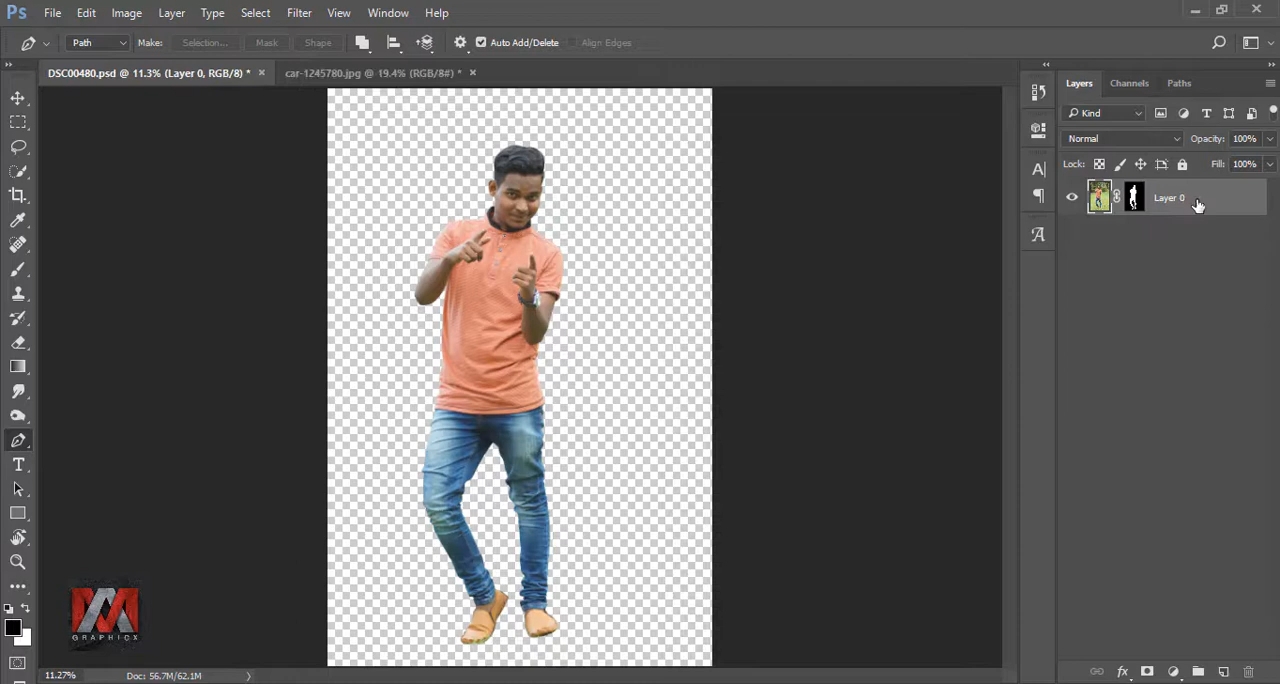 Ps File Edit Image Layer Type Select Filter View Window Help
Path Make: Selection... Mask Shape Auto Add/Delete Align Edges
DSC00480.psd @ 11.3% (Layer 0, RGB/8) * × car-1245780.jpg @ 19.4% (RGB/8#) * ×
Layers Channels Paths
Kind
Normal Opacity: 100%
Lock: Fill: 100%
Layer 0
GRAPHICX
11.27% Doc: 56.7M/62.1M
fx